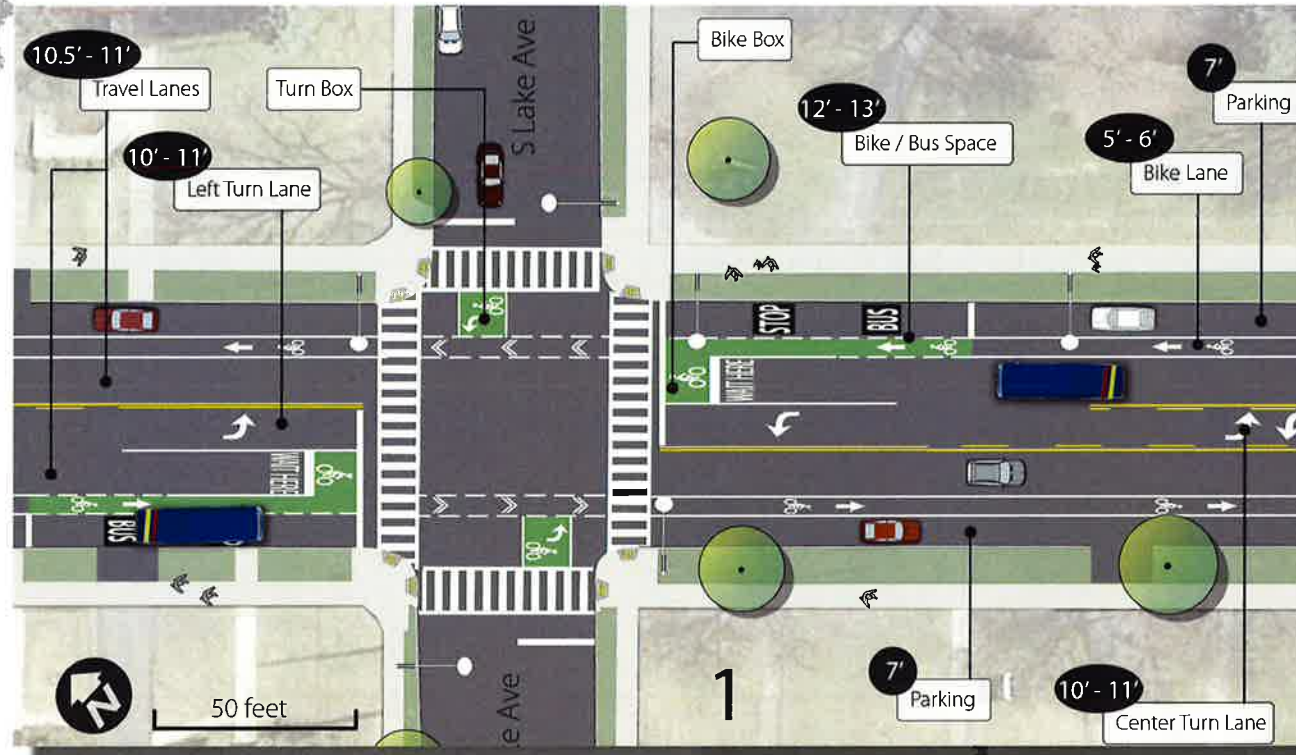 10.5' - 11'
Travel Lanes
Turn Box
S Lake Ave.
Bike Box
7'
Parking
12' - 13'
Bike / Bus Space
5' - 6'
Bike Lane
10' - 11'
Left Turn Lane
STOP
BUS
WAIT HERE
WAIT HERE
BUS
N
50 feet
ke Ave
1
7'
Parking
10' - 11'
Center Turn Lane